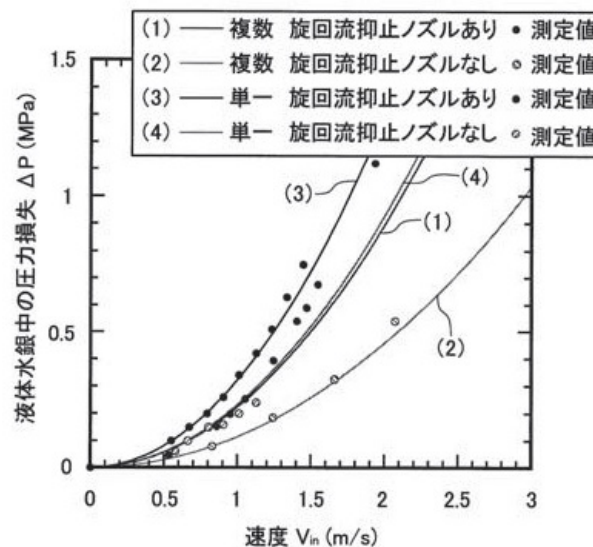 (1) 複数 旋回流抑止ノズルあり ● 測定値
(2) 複数 旋回流抑止ノズルなし 測定値
(3) 単一 旋回流抑止ノズルあり ● 測定値
(4) 単一 旋回流抑止ノズルなし 測定値
1.5
1
0.5
0
液体水銀中の圧力損失 ΔP (MPa)
(3)
(4)
(1)
(2)
0 0.5 1 1.5 2 2.5 3
速度 Vin (m/s)